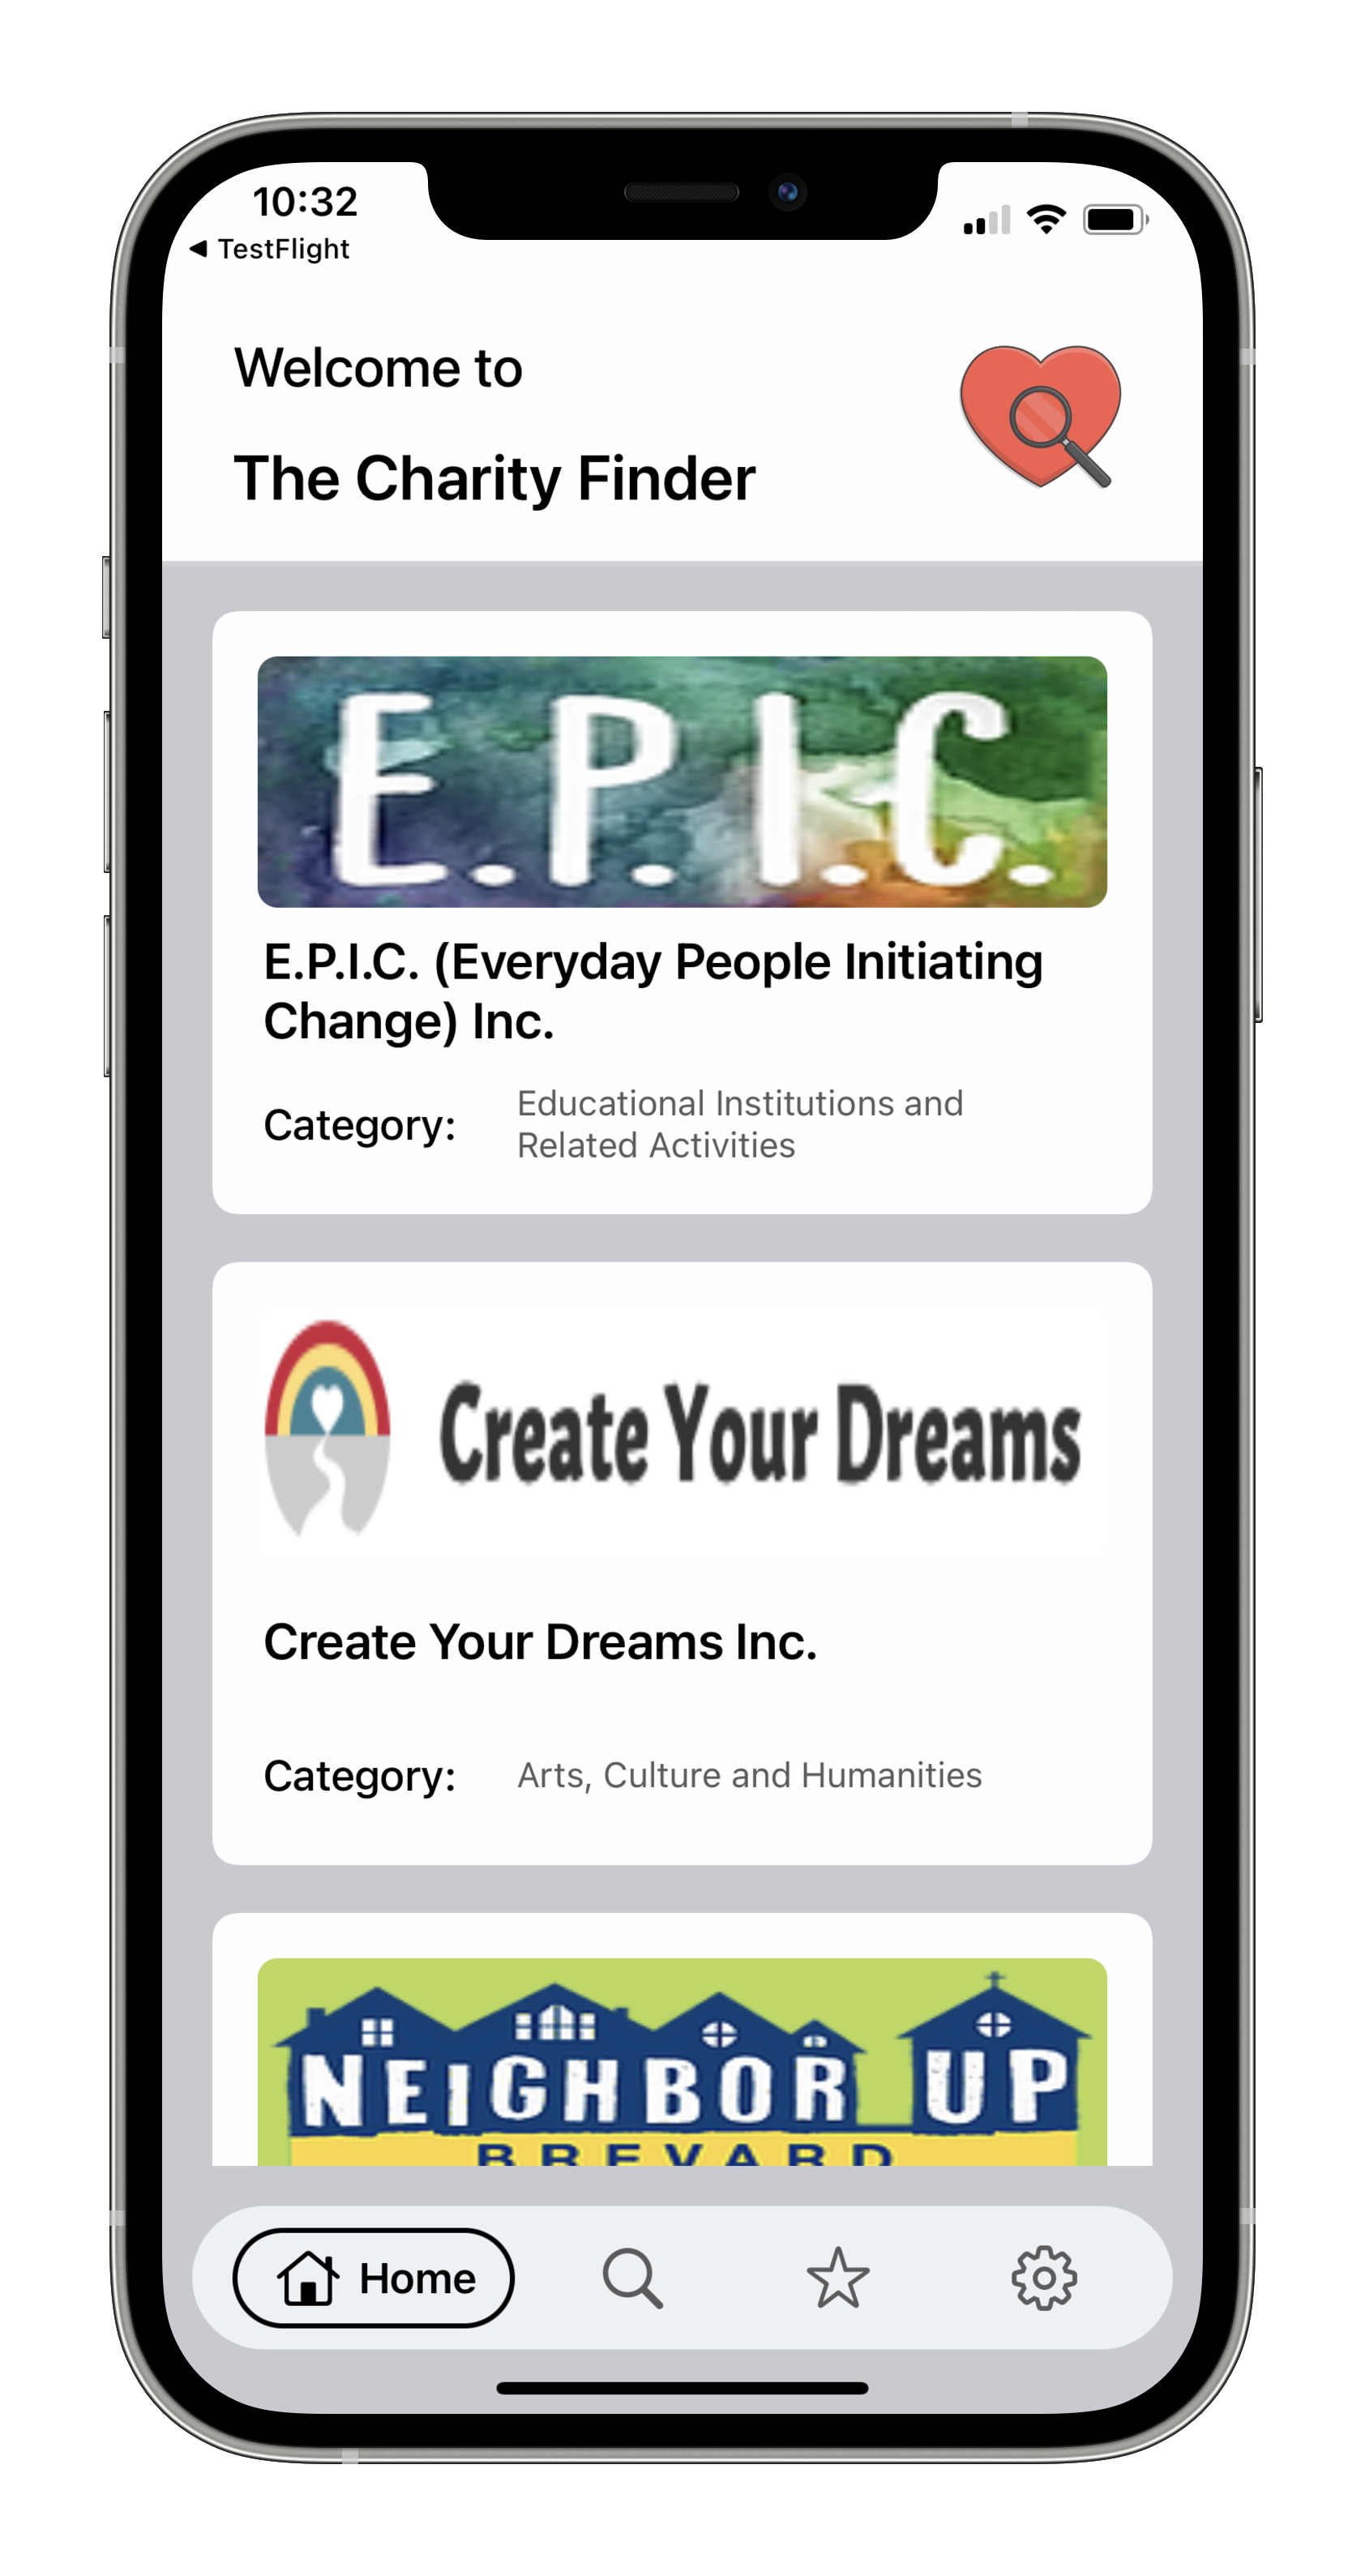 10:32
◀ TestFlight
Welcome to
The Charity Finder
E.P.I.C.
E.P.I.C. (Everyday People Initiating
Change) Inc.
Category:
Educational Institutions and
Related Activities
Create Your Dreams
Create Your Dreams Inc.
Category:
Arts, Culture and Humanities
NEIGHBOR UP
BREVARD
Home